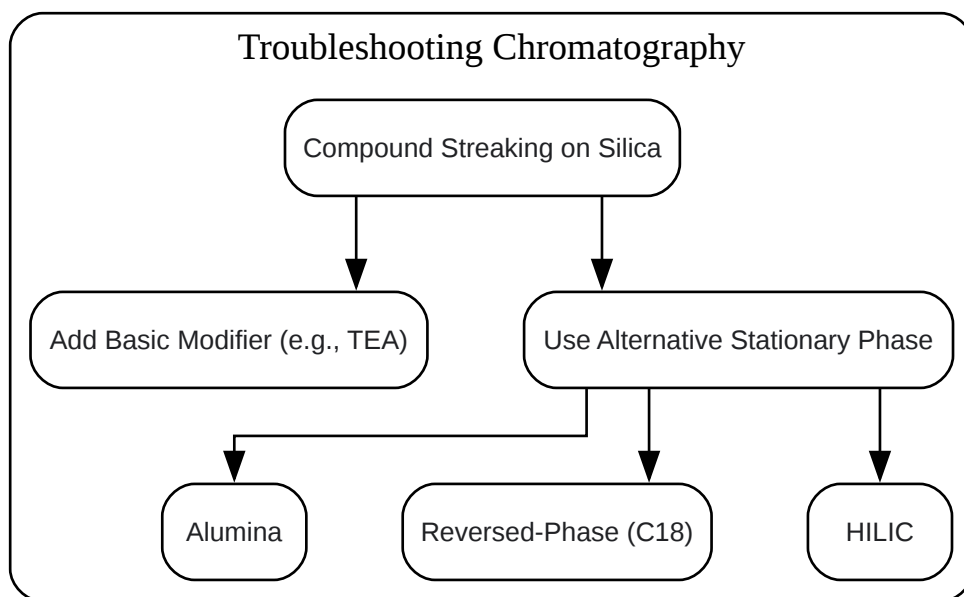 Troubleshooting Chromatography
Compound Streaking on Silica
Add Basic Modifier (e.g., TEA)
Use Alternative Stationary Phase
Alumina
Reversed-Phase (C18)
HILIC